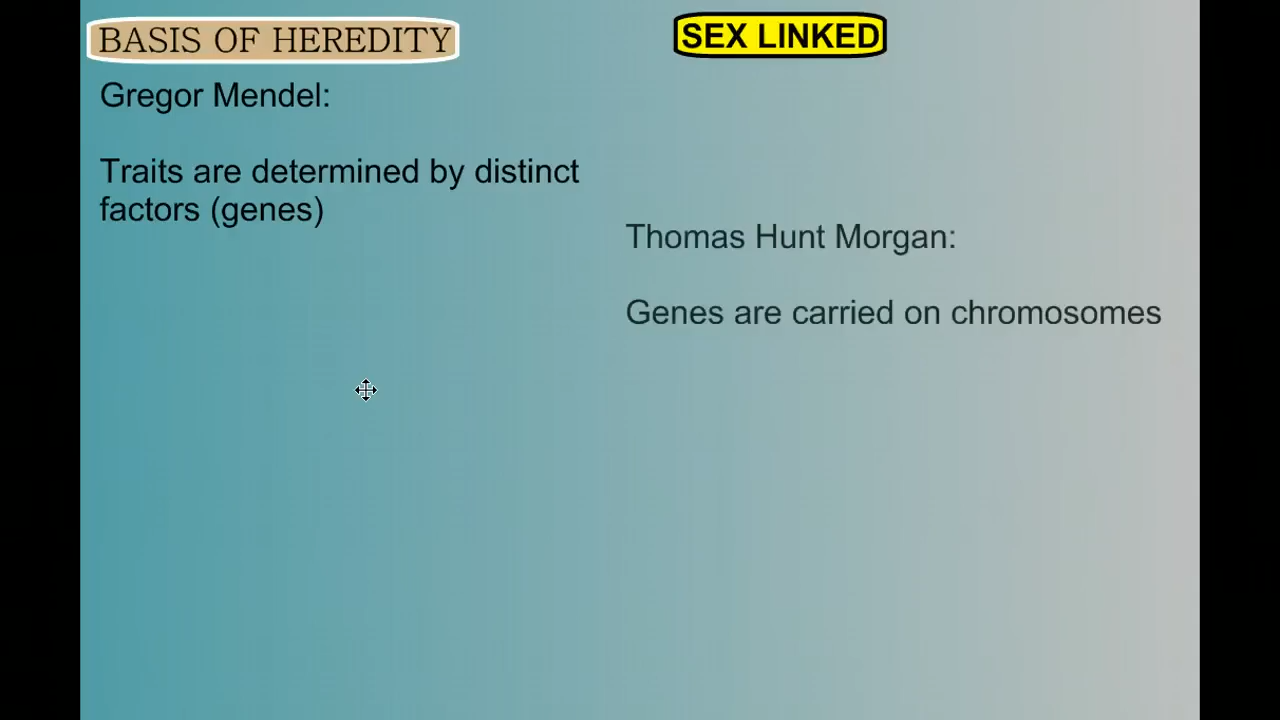 BASIS OF HEREDITY
Gregor Mendel:
Traits are determined by distinct
factors (genes)
SEX LINKED
Thomas Hunt Morgan:
Genes are carried on chromosomes